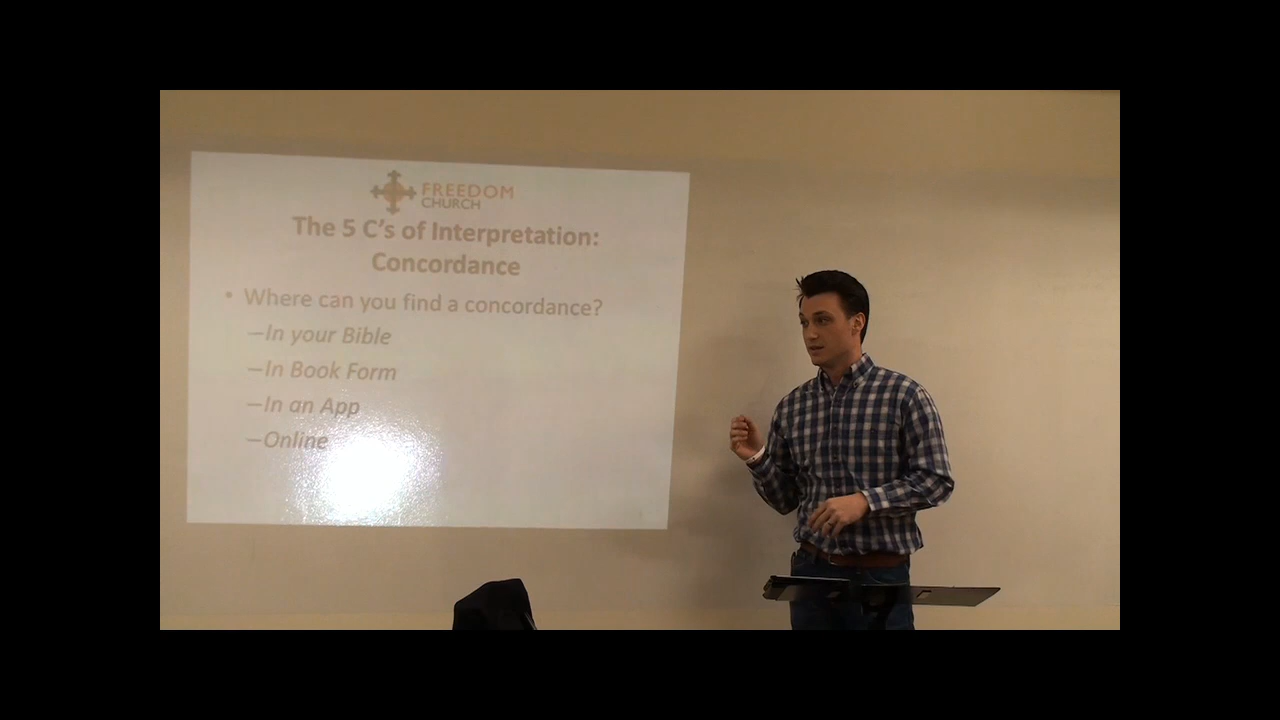 FREEDOM
CHURCH
The 5 C's of Interpretation:
Concordance
• Where can you find a concordance?
–In your Bible
–In Book Form
–In an App
–Online